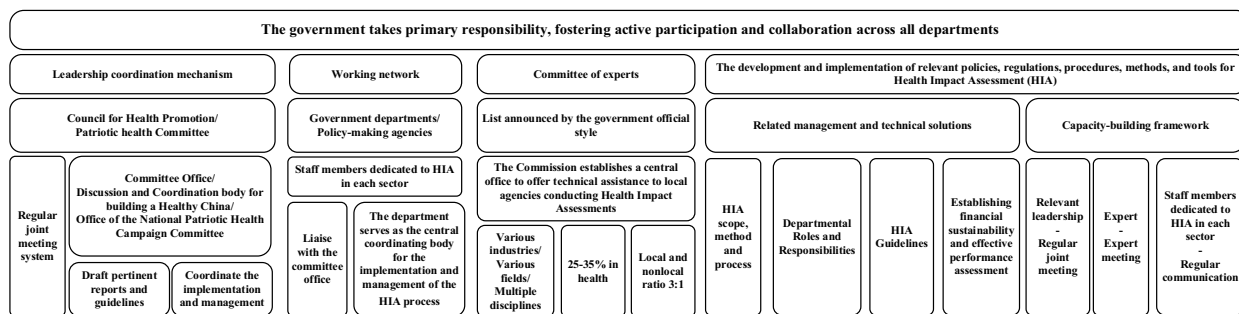 The government takes primary responsibility, fostering active participation and collaboration across all departments
Leadership coordination mechanism
Working network
Committee of experts
The development and implementation of relevant policies, regulations, procedures, methods, and tools for
Health Impact Assessment (HIA)
Council for Health Promotion/
Patriotic health Committee
Government departments/
Policy-making agencies
List announced by the government official
style
Related management and technical solutions
Capacity-building framework
Regular
joint
meeting
system
Committee Office/
Discussion and Coordination body for
building a Healthy China/
Office of the National Patriotic Health
Campaign Committee
Draft pertinent
reports and
guidelines
Coordinate the
implementation
and management
Staff members dedicated to HIA
in each sector
Liaise
with the
committee
office
The department
serves as the central
coordinating body
for the
implementation and
management of the
HIA process
The Commission establishes a central
office to offer technical assistance to local
agencies conducting Health Impact
Assessments
Various
industries/
Various
fields/
Multiple
disciplines
25-35% in
health
Local and
nonlocal
ratio 3:1
HIA
scope,
method
and
process
Departmental
Roles and
Responsibilities
HIA
Guidelines
Establishing
financial
sustainability
and effective
performance
assessment
Relevant
leadership
-
Regular
joint
meeting
Expert
-
Expert
meeting
Staff members
dedicated to
HIA in each
sector
-
Regular
communication